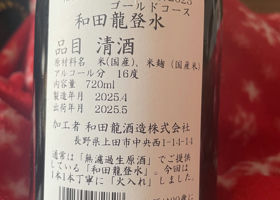 2025
ゴールドコース
和田龍登水
品目 清酒
原材料名 米(国産)、米麹(国産米)
アルコール分 16度
内容量 720ml
製造年月 2025.4
出荷年月 2025.5
加工者 和田龍酒造株式会社
長野県上田市中央西1-14-14
通常は「無濾過生原酒」でご提供
している「和田龍登水」。今回は
1本1本丁寧に「火入れ」しました。